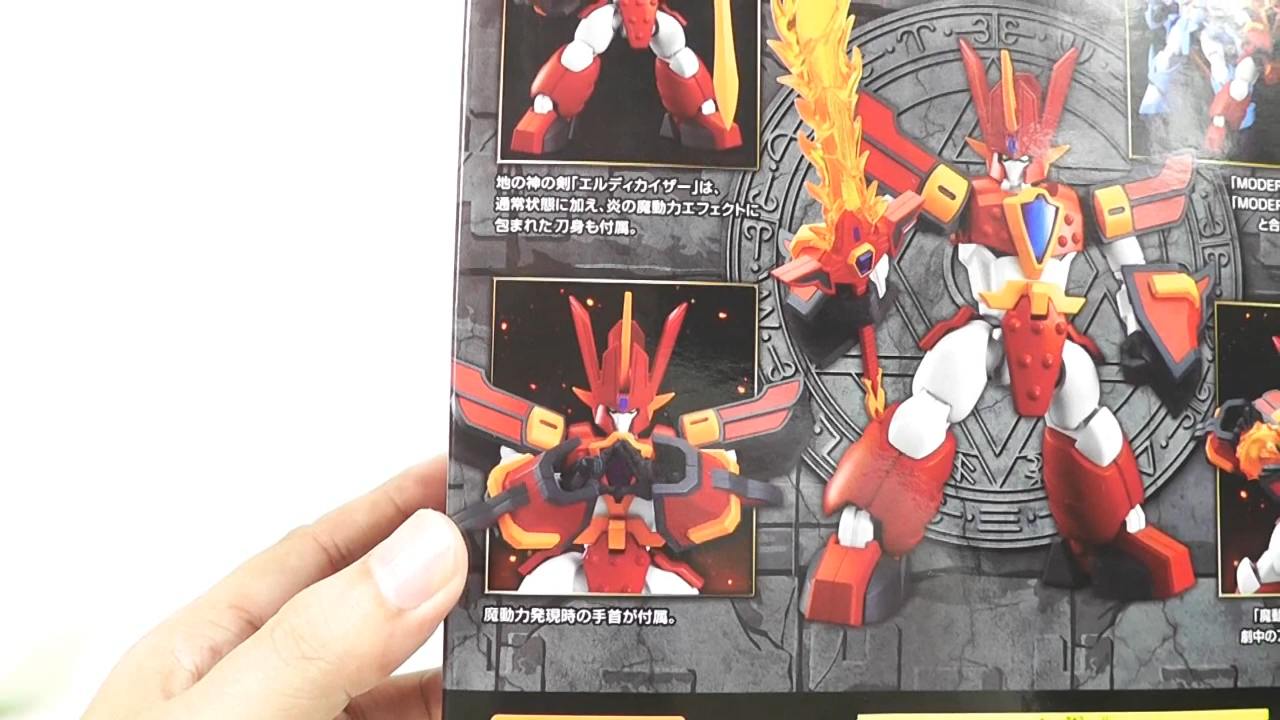 地の神の剣「エルディカイザー」は、
通常状態に加え、炎の魔動力エフェクトに
包まれた刀身も付属。
魔動力発現時の手首が付属。
「MODER
「MODER
と合
「魔動
劇中の